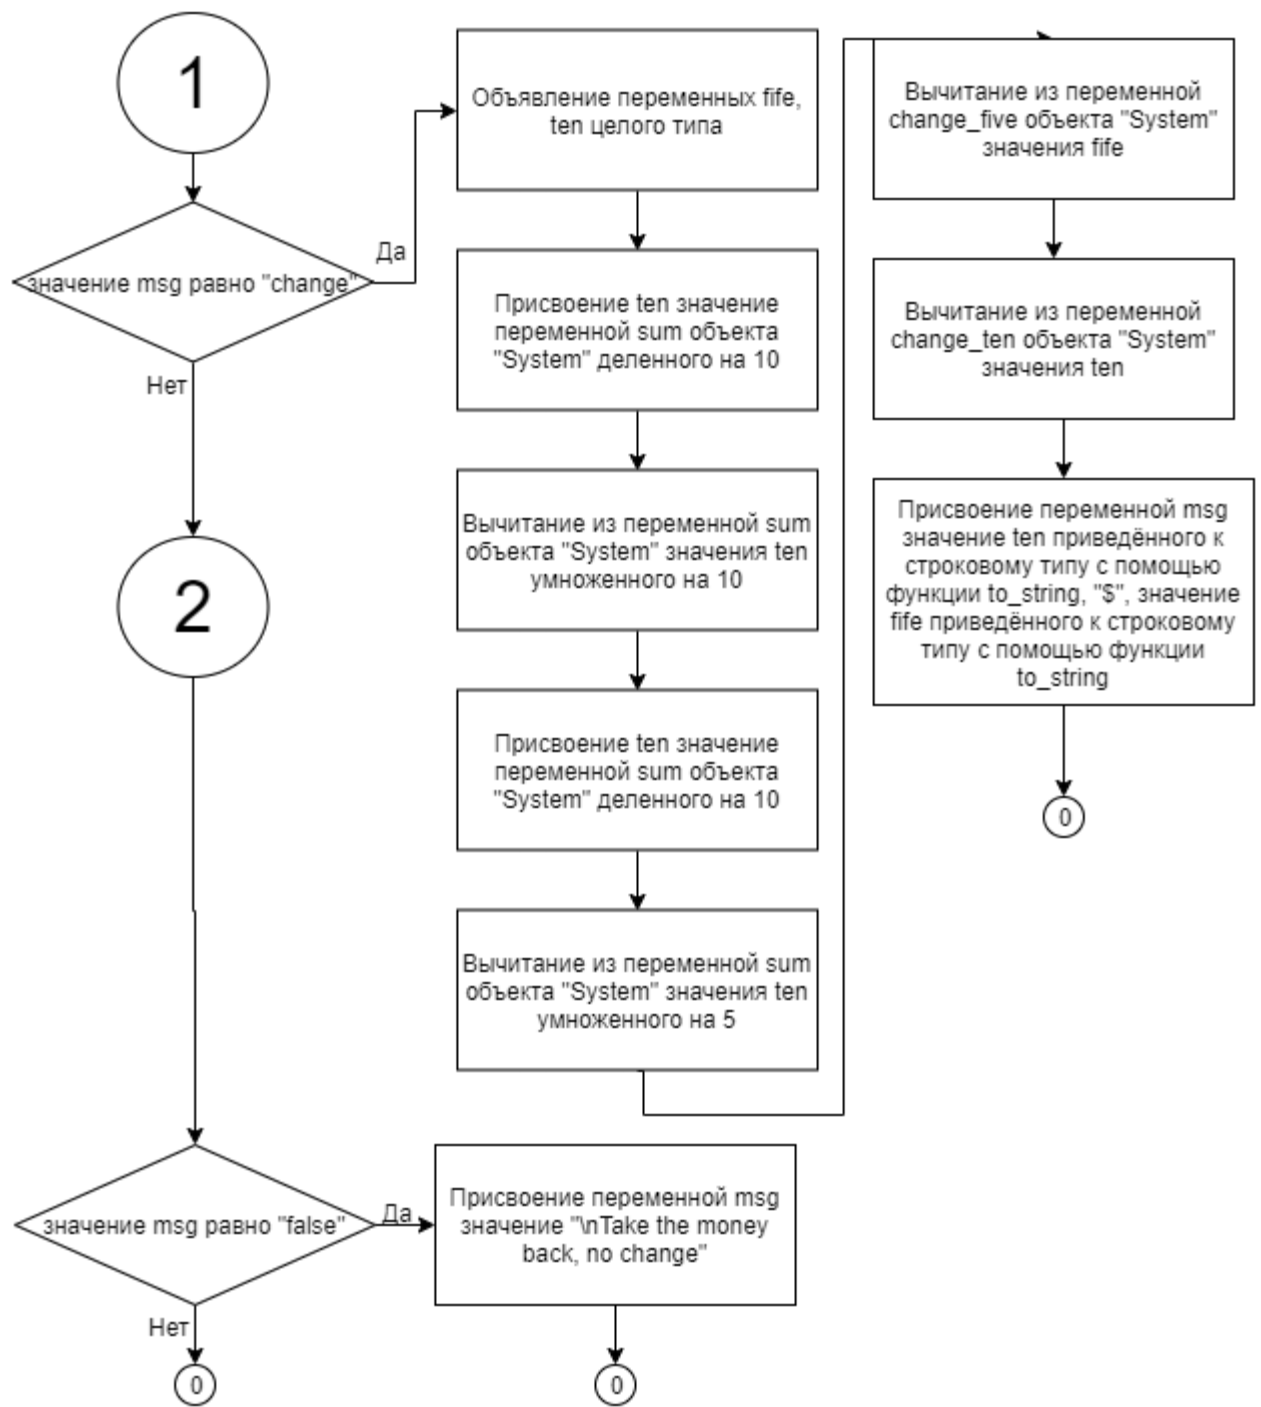 1
значение msg равно "change"
Да
Нет
2
Объявление переменных fife,
ten целого типа
Присвоение ten значение
переменной sum объекта
"System" деленного на 10
Вычитание из переменной sum
объекта "System" значения ten
умноженного на 10
Присвоение ten значение
переменной sum объекта
"System" деленного на 10
Вычитание из переменной sum
объекта "System" значения ten
умноженного на 5
Вычитание из переменной
change_five объекта "System"
значения fife
Вычитание из переменной
change_ten объекта "System"
значения ten
Присвоение переменной msg
значение ten приведённого к
строковому типу с помощью
функции to_string, "$", значение
fife приведённого к строковому
типу с помощью функции
to_string
0
значение msg равно "false"
Да
Нет
0
Присвоение переменной msg
значение "\nTake the money
back, no change"
0